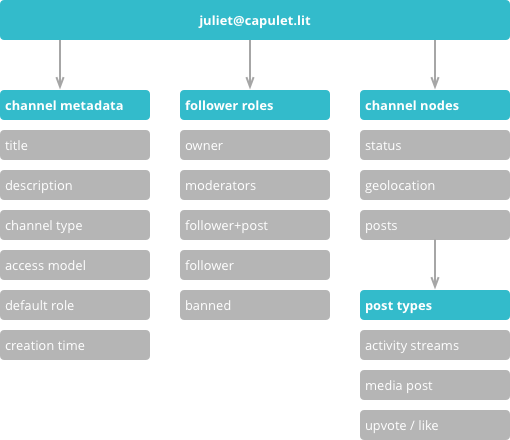 juliet@capulet.lit
channel metadata
title
description
channel type
access model
default role
creation time
follower roles
owner
moderators
follower+post
follower
banned
channel nodes
status
geolocation
posts
post types
activity streams
media post
upvote / like